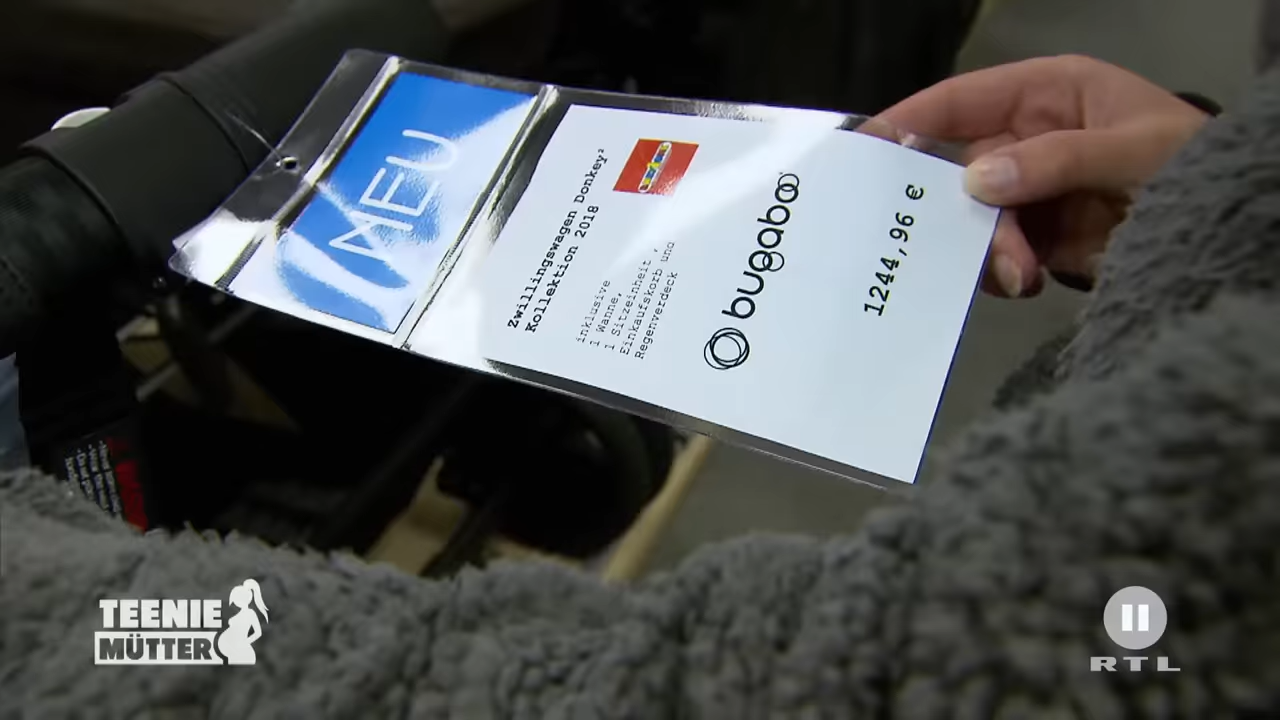 NEU
Zwillingswagen Donkey²
Kollektion 2018
inklusive
1 Wanne,
1 Sitzeinheit,
Einkaufskorb und
Regenverdeck
bugaboo
1244,96 €
TEENIE
MÜTTER
RTL